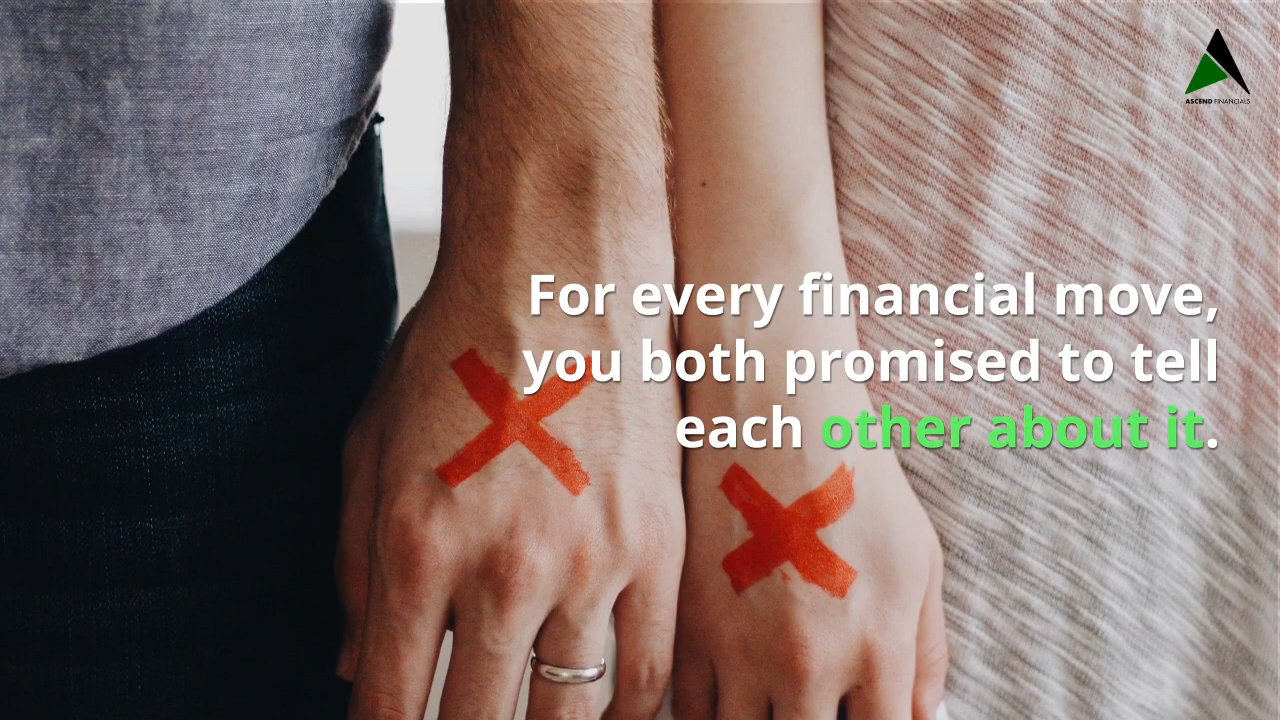 ASCEND FINANCIALS
For every financial move,
you both promised to tell
each other about it.